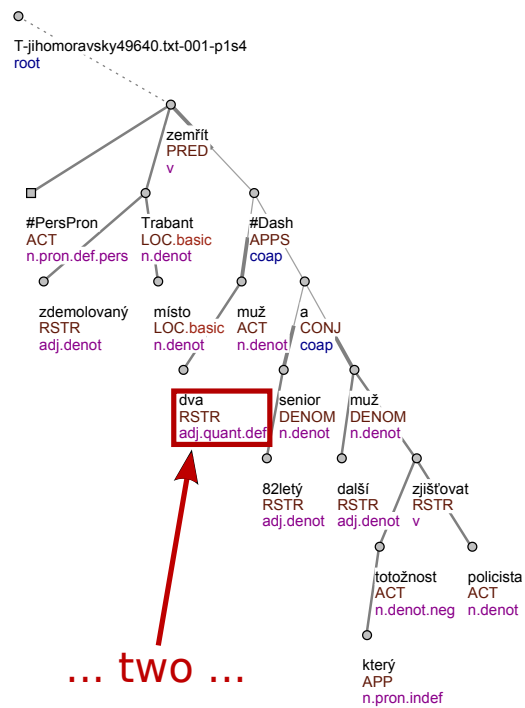 T-jihomoravsky49640.txt-001-p1s4
root
zemřít
PRED
v
#PersPron
ACT
n.pron.def.pers
Trabant
LOC.basic
n.denot
#Dash
APPS
coap
zdemolovaný
RSTR
adj.denot
místo
LOC.basic
n.denot
muž
ACT
n.denot
a
CONJ
coap
dva
RSTR
adj.quant.def
senior
DENOM
n.denot
muž
DENOM
n.denot
82letý
RSTR
adj.denot
další
RSTR
adj.denot
zjišťovat
RSTR
v
totožnost
ACT
n.denot.neg
policista
ACT
n.denot
který
APP
n.pron.indef
... two ...